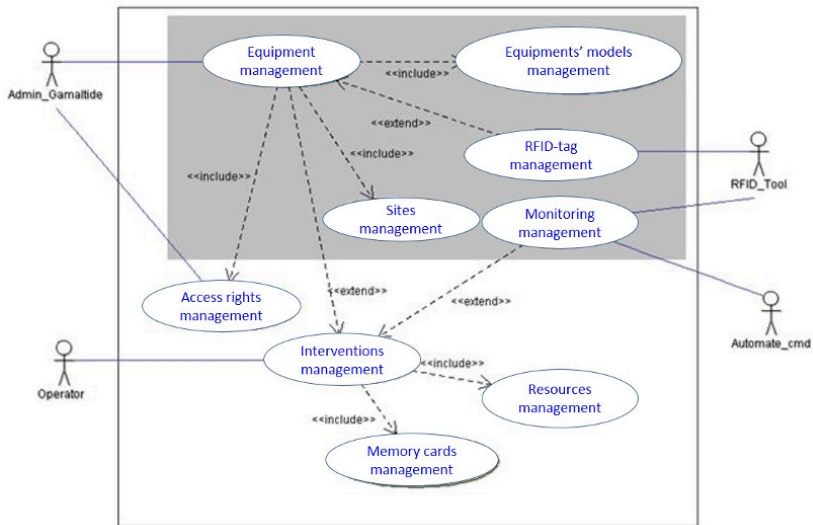 Equipment
management
Equipments’ models
management
<<include>>
Admin_Gamaltide
<<extend>>
RFID-tag
management
<<include>>
<<include>>
RFID_Tool
Sites
management
Monitoring
management
Access rights
management
<<extend>>
<<extend>>
Automate_cmd
Interventions
management
<<include>>
Operator
Resources
management
<<include>>
Memory cards
management